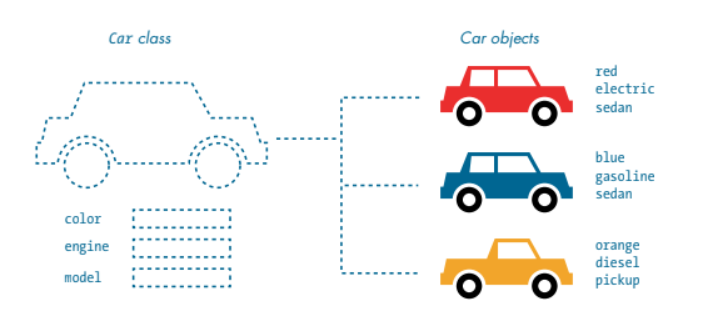 Car class
Car objects
color
engine
model
red
electric
sedan
blue
gasoline
sedan
orange
diesel
pickup